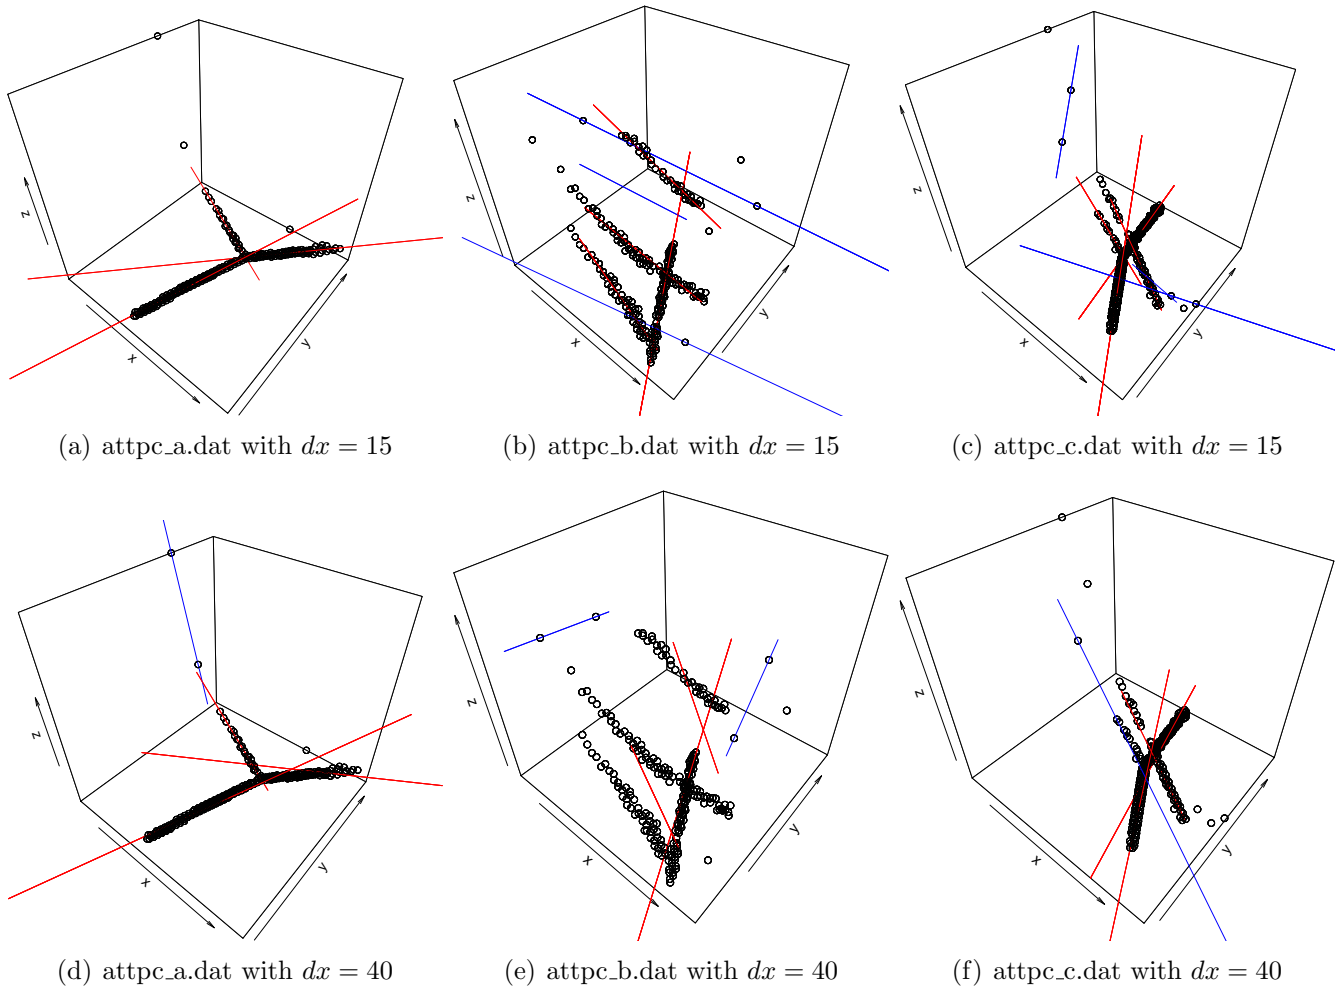 z
x
y
z
x
y
z
x
y
(a) attpc_a.dat with dx = 15
(b) attpc_b.dat with dx = 15
(c) attpc_c.dat with dx = 15
z
x
y
z
x
y
z
x
y
(d) attpc_a.dat with dx = 40
(e) attpc_b.dat with dx = 40
(f) attpc_c.dat with dx = 40